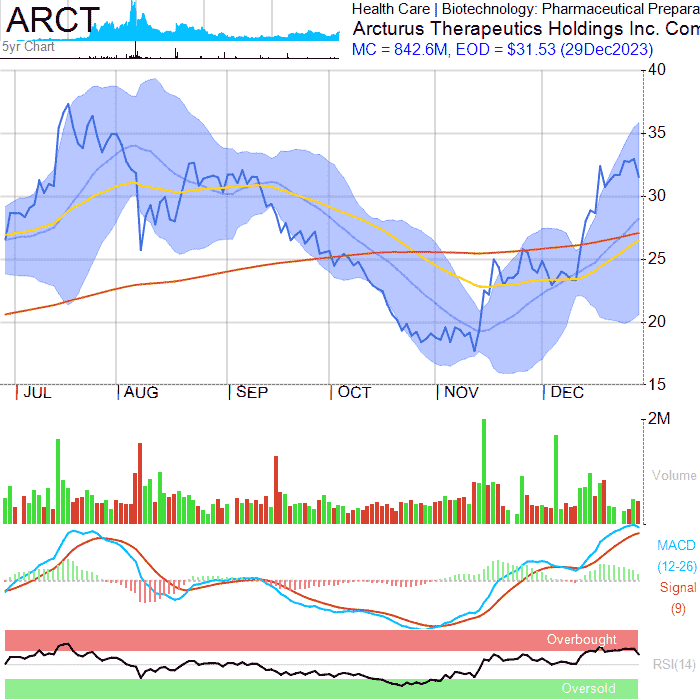 ARCT
5yr Chart
Health Care | Biotechnology: Pharmaceutical Prepara
Arcturus Therapeutics Holdings Inc. Com
MC = 842.6M, EOD = $31.53 (29Dec2023)
40
35
30
25
20
15
JUL AUG SEP OCT NOV DEC
2M
Volume
MACD
(12-26)
Signal
(9)
Overbought
RSI(14)
Oversold